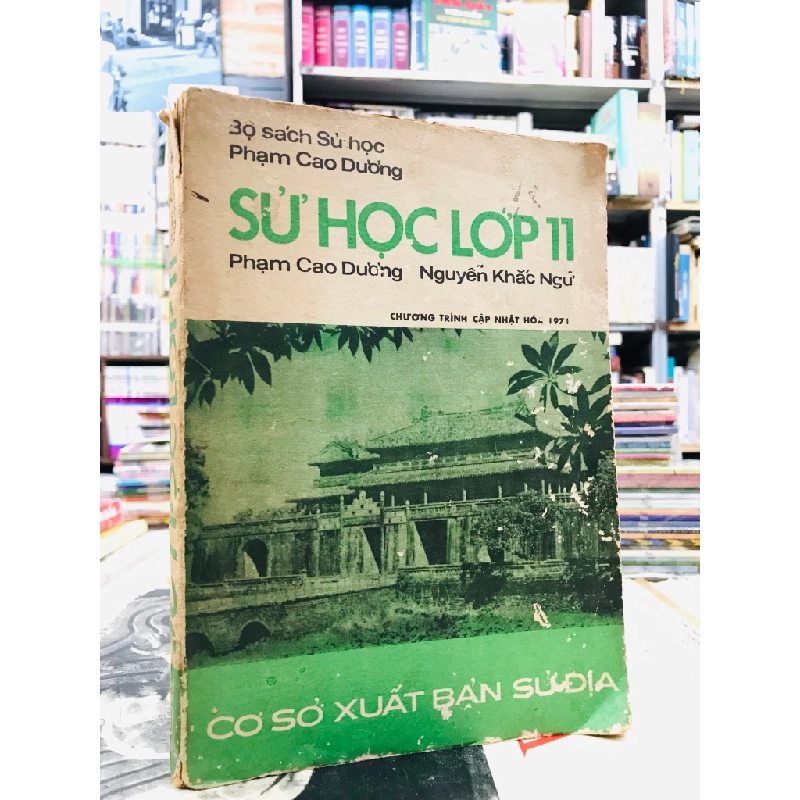 Bộ sách Sử học
Phạm Cao Dương
SỬ HỌC LỚP 11
Phạm Cao Dương Nguyễn Khắc Ngữ
CHƯƠNG TRÌNH CẬP NHẬT HÓA 1971
CƠ SỞ XUẤT BẢN SỬ ĐỊA